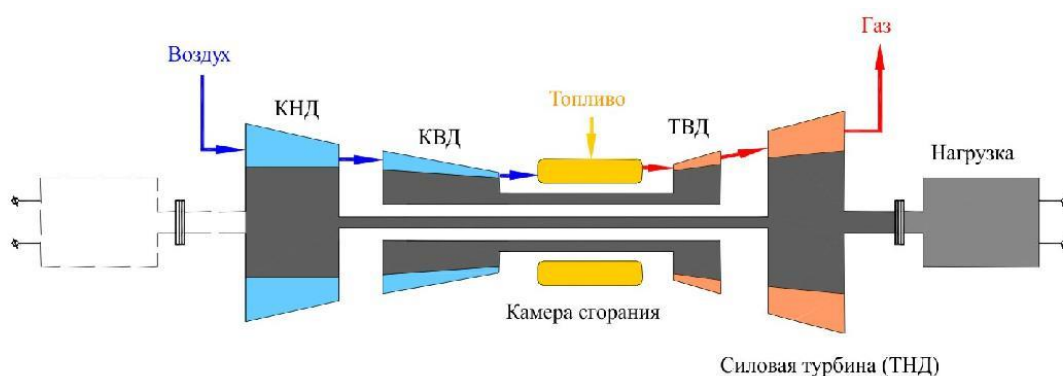 Газ
Воздух
Топливо
КНД
ТВД
КВД
Нагрузка
Камера сгорания
Силовая турбина (ТНД)